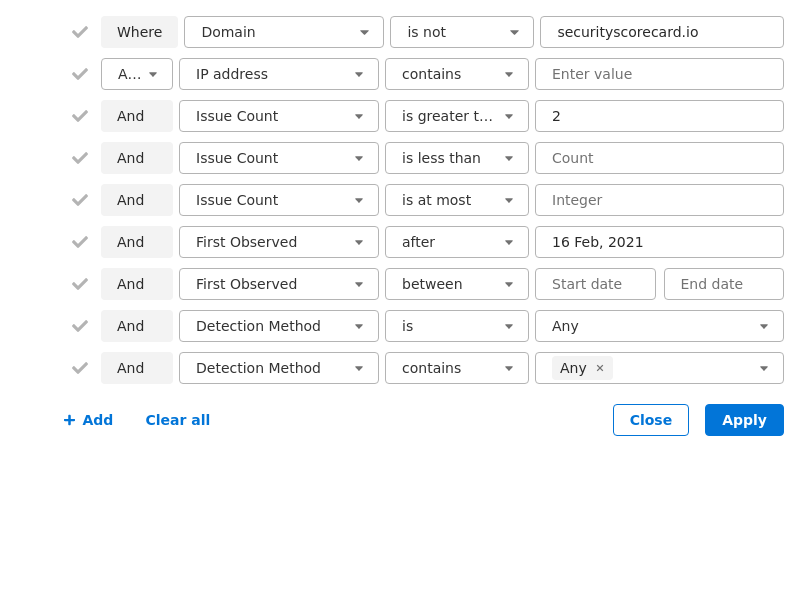 Where Domain is not securityscorecard.io
A... IP address contains Enter value
And Issue Count is greater t... 2
And Issue Count is less than Count
And Issue Count is at most Integer
And First Observed after 16 Feb, 2021
And First Observed between Start date End date
And Detection Method is Any
And Detection Method contains Any ×
+ Add Clear all Close Apply